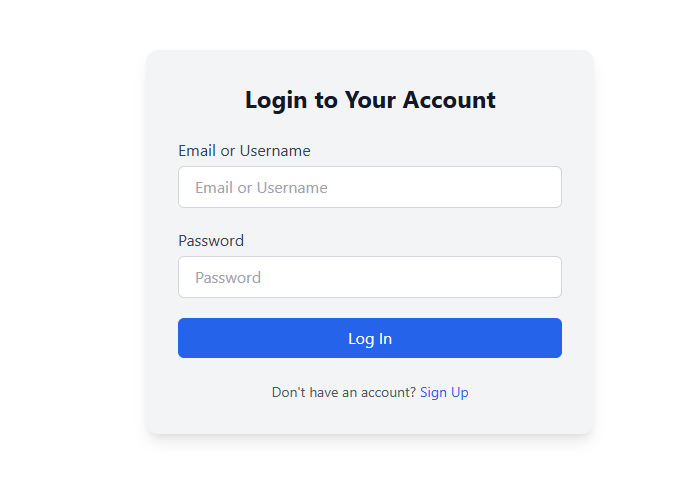 Login to Your Account
Email or Username
Email or Username
Password
Password
Log In
Don't have an account? Sign Up